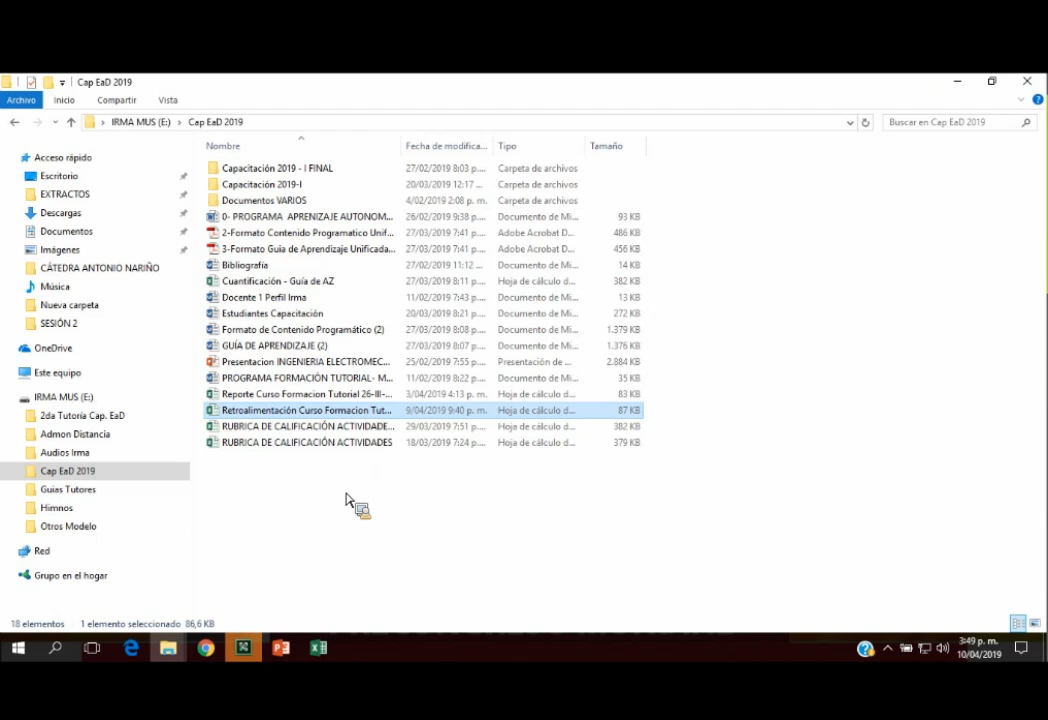 Cap EaD 2019
Archivo Inicio Compartir Vista
IRMA MUS (E:) > Cap EaD 2019
Buscar en Cap EaD 2019
Nombre Fecha de modifica... Tipo Tamaño
Capacitación 2019 - I FINAL 27/02/2019 8:03 p.... Carpeta de archivos
Capacitación 2019-I 20/03/2019 12:17 ... Carpeta de archivos
Documentos VARIOS 4/02/2019 2:08 p. m. Carpeta de archivos
0- PROGRAMA APRENIZAJE AUTONOM... 26/02/2019 9:38 p.... Documento de Mi... 93 KB
2-Formato Contenido Programatico Unif... 27/03/2019 7:41 p.... Adobe Acrobat D... 486 KB
3-Formato Guia de Aprendizaje Unificada... 27/03/2019 7:41 p.... Adobe Acrobat D... 456 KB
Bibliografía 27/02/2019 11:12 ... Documento de Mi... 14 KB
Cuantificación - Guía de AZ 27/03/2019 8:11 p.... Hoja de cálculo d... 382 KB
Docente 1 Perfil Irma 11/02/2019 7:43 p.... Documento de Mi... 13 KB
Estudiantes Capacitación 20/03/2019 8:21 p.... Documento de Mi... 272 KB
Formato de Contenido Programático (2) 27/03/2019 8:08 p.... Documento de Mi... 1.379 KB
GUÍA DE APRENDIZAJE (2) 27/03/2019 8:07 p.... Documento de Mi... 1.376 KB
Presentacion INGENIERIA ELECTROMEC... 25/02/2019 7:55 p.... Presentación de ... 2.884 KB
PROGRAMA FORMACIÓN TUTORIAL- M... 11/02/2019 8:22 p.... Documento de Mi... 35 KB
Reporte Curso Formacion Tutorial 26-III-... 3/04/2019 4:13 p. m. Hoja de cálculo d... 83 KB
Retroalimentación Curso Formacion Tut... 9/04/2019 9:40 p. m. Hoja de cálculo d... 87 KB
RUBRICA DE CALIFICACIÓN ACTIVIDADE... 29/03/2019 7:51 p.... Hoja de cálculo d... 382 KB
RUBRICA DE CALIFICACIÓN ACTIVIDADES 18/03/2019 7:24 p.... Hoja de cálculo d... 379 KB
Acceso rápido
Escritorio
EXTRACTOS
Descargas
Documentos
Imágenes
CÁTEDRA ANTONIO NARIÑO
Música
Nueva carpeta
SESIÓN 2
OneDrive
Este equipo
IRMA MUS (E:)
2da Tutoría Cap. EaD
Admon Distancia
Audios Irma
Cap EaD 2019
Guias Tutores
Himnos
Otros Modelo
Red
Grupo en el hogar
18 elementos 1 elemento seleccionado 86,6 KB
3:49 p. m.
10/04/2019